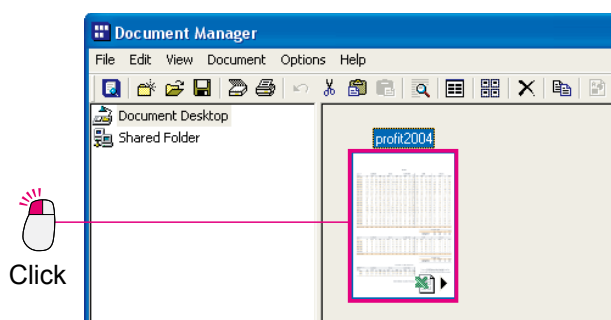 Document Manager
File Edit View Document Options Help
Document Desktop
Shared Folder
profit2004
Click